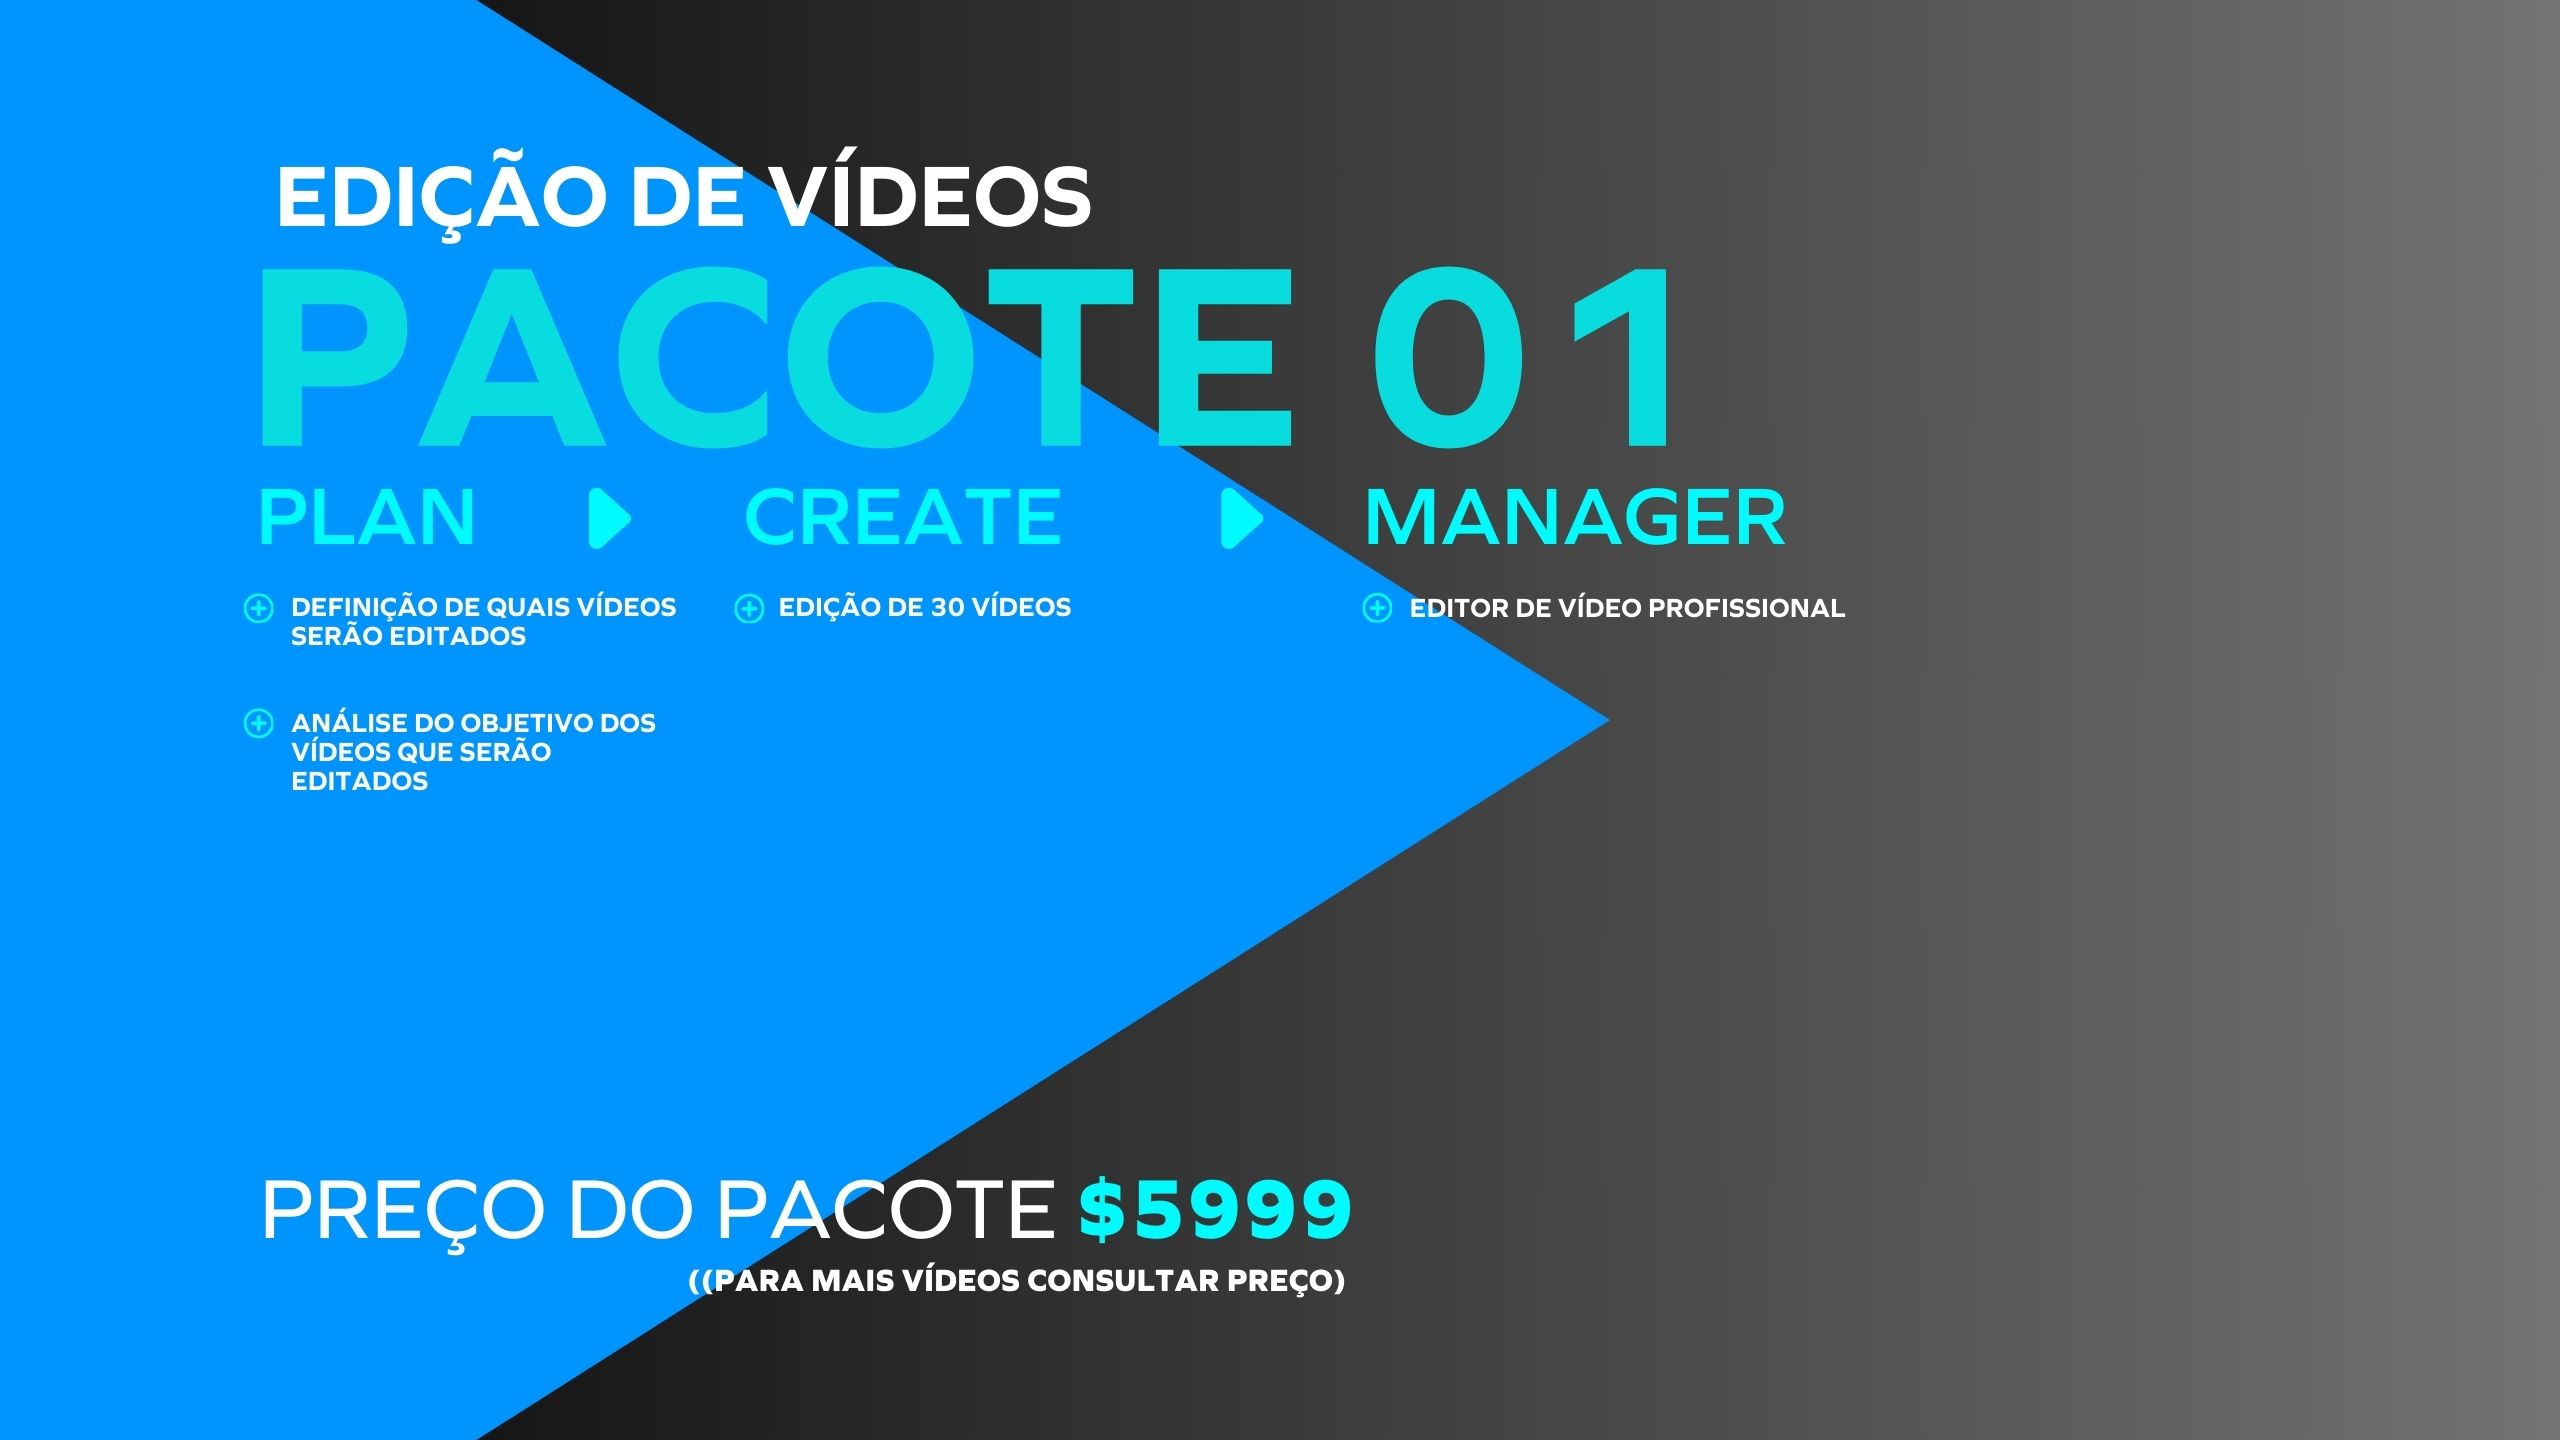 EDIÇÃO DE VÍDEOS
PACOTE 01
PLAN
DEFINIÇÃO DE QUAIS VÍDEOS
SERÃO EDITADOS
ANÁLISE DO OBJETIVO DOS
VÍDEOS QUE SERÃO
EDITADOS
CREATE
EDIÇÃO DE 30 VÍDEOS
MANAGER
EDITOR DE VÍDEO PROFISSIONAL
PREÇO DO PACOTE $5999
((PARA MAIS VÍDEOS CONSULTAR PREÇO)